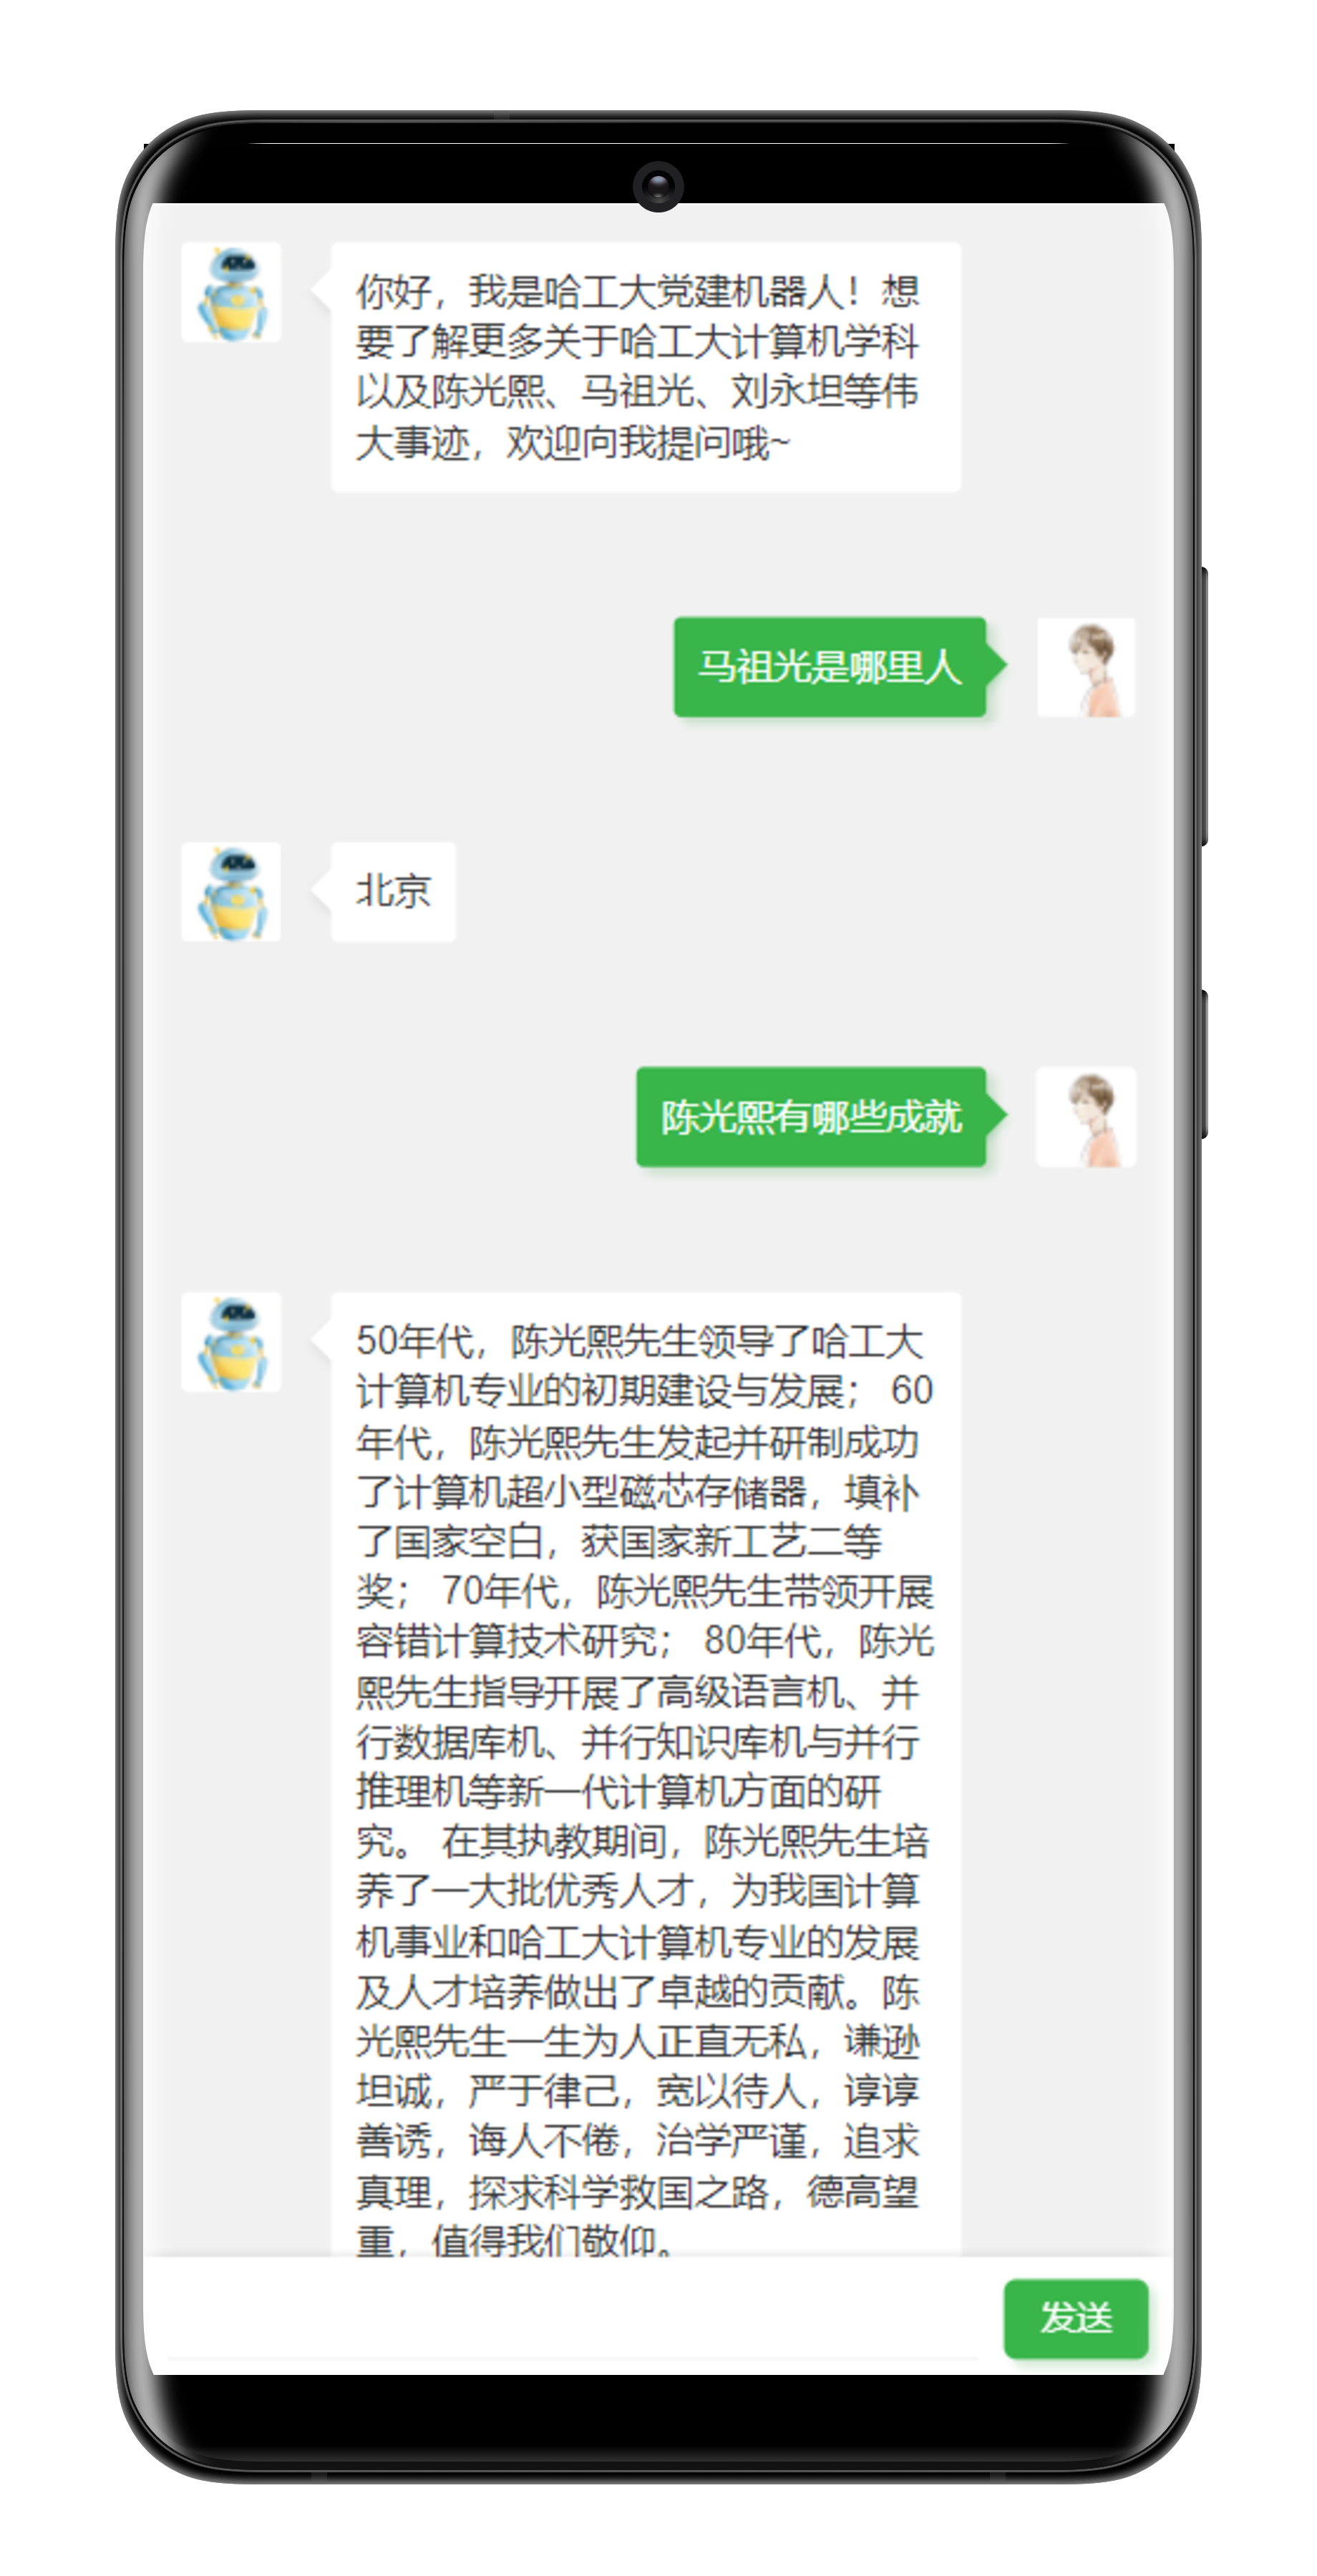 你好，我是哈工大党建机器人！想
要了解更多关于哈工大计算机学科
以及陈光熙、马祖光、刘永坦等伟
大事迹，欢迎向我提问哦~
马祖光是哪里人
北京
陈光熙有哪些成就
50年代，陈光熙先生领导了哈工大
计算机专业的初期建设与发展； 60
年代，陈光熙先生发起并研制成功
了计算机超小型磁芯存储器，填补
了国家空白，获国家新工艺二等
奖； 70年代，陈光熙先生带领开展
容错计算技术研究； 80年代，陈光
熙先生指导开展了高级语言机、并
行数据库机、并行知识库机与并行
推理机等新一代计算机方面的研
究。 在其执教期间，陈光熙先生培
养了一大批优秀人才，为我国计算
机事业和哈工大计算机专业的发展
及人才培养做出了卓越的贡献。陈
光熙先生一生为人正直无私，谦逊
坦诚，严于律己，宽以待人，谆谆
善诱，诲人不倦，治学严谨，追求
真理，探求科学救国之路，德高望
重，值得我们敬仰。
发送